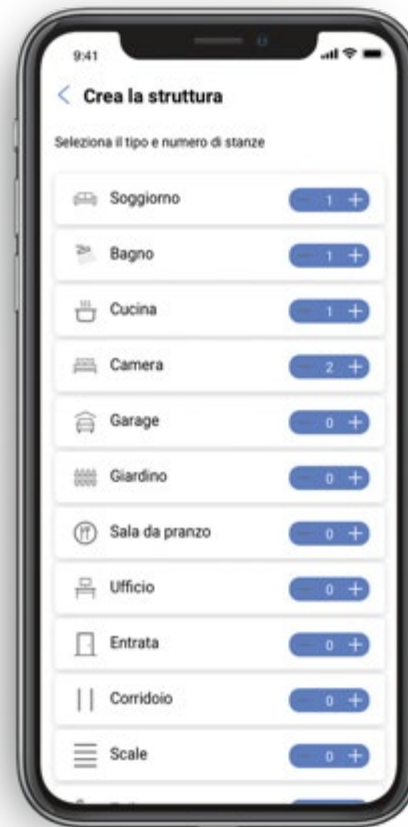 9:41
Crea la struttura
Seleziona il tipo e numero di stanze
Soggiorno 1 +
Bagno 1 +
Cucina 1 +
Camera 2 +
Garage 0 +
Giardino 0 +
Sala da pranzo 0 +
Ufficio 0 +
Entrata 0 +
Corridoio 0 +
Scale 0 +